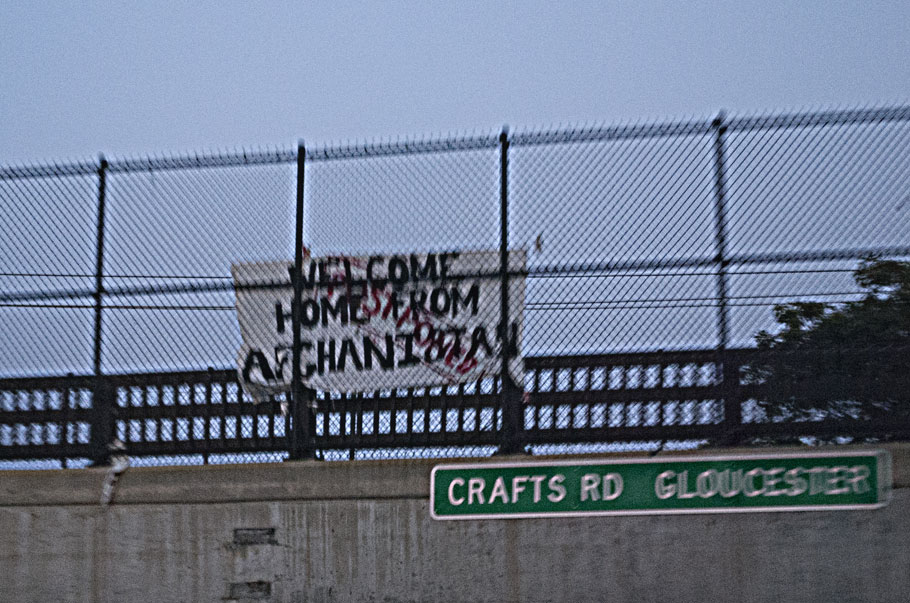 WELCOME
HOME FROM
AFGHANISTAN
CRAFTS RD GLOUCESTER